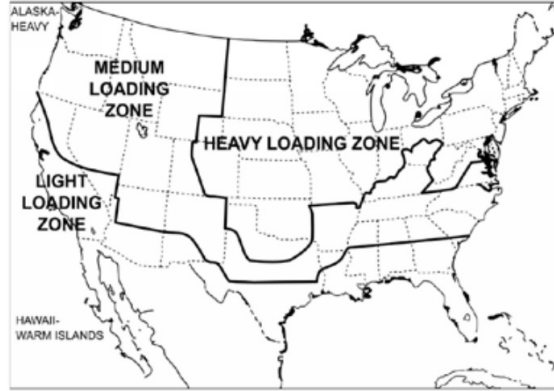 ALASKA-
HEAVY
MEDIUM
LOADING
ZONE
HEAVY LOADING ZONE
LIGHT
LOADING
ZONE
HAWAII-
WARM ISLANDS